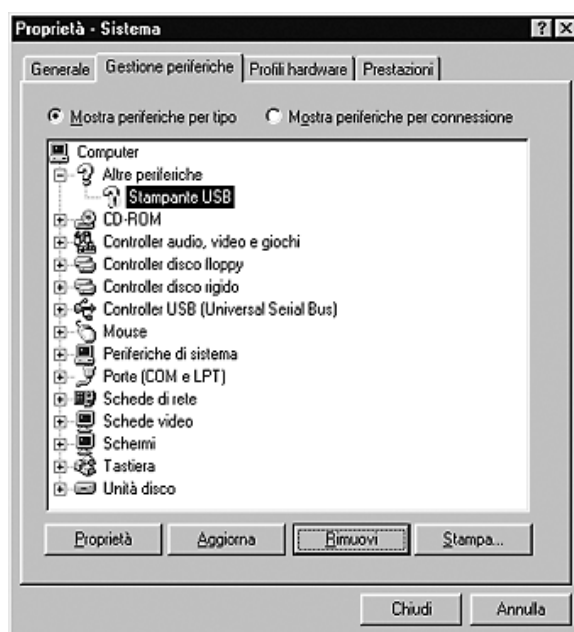 Proprietà - Sistema
Generale Gestione periferiche Profili hardware Prestazioni
Mostra periferiche per tipo Mostra periferiche per connessione
Computer
Altre periferiche
Stampante USB
CD-ROM
Controller audio, video e giochi
Controller disco floppy
Controller disco rigido
Controller USB (Universal Serial Bus)
Mouse
Periferiche di sistema
Porte (COM e LPT)
Schede di rete
Schede video
Schermi
Tastiera
Unità disco
Proprietà Aggiorna Rimuovi Stampa...
Chiudi Annulla